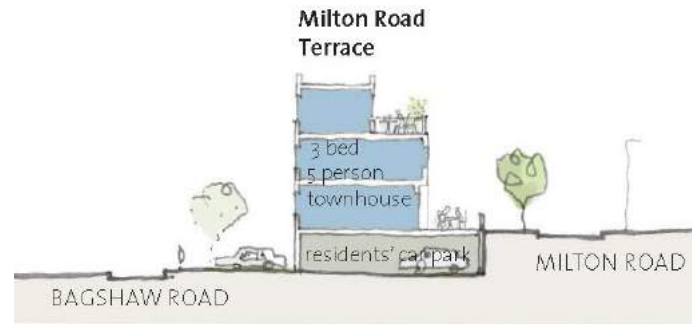 Milton Road
Terrace
3 bed
5 person
townhouse
residents' car park
MILTON ROAD
BAGSHAW ROAD